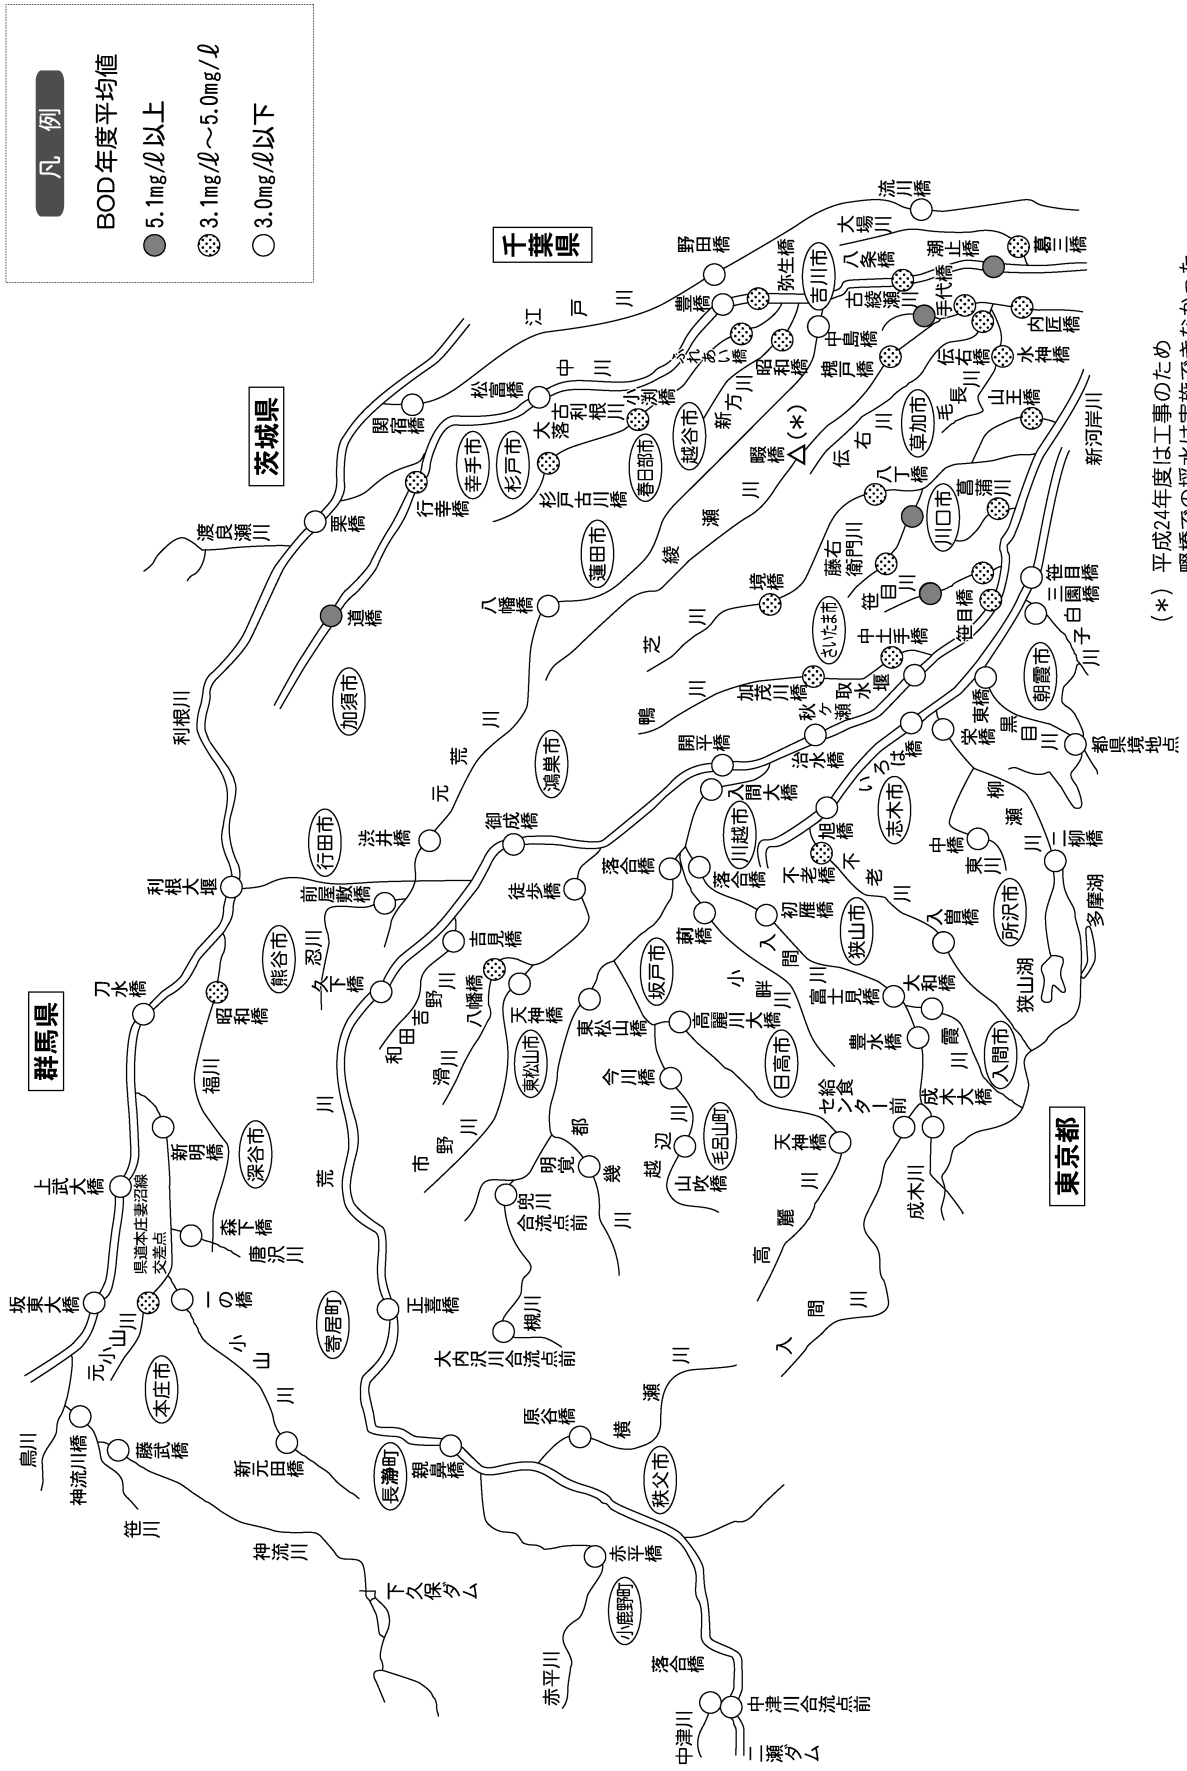 凡例
BOD年度平均値
5.1mg/ℓ以上
3.1mg/ℓ～5.0mg/ℓ
3.0mg/ℓ以下
群馬県
茨城県
千葉県
東京都
烏川
神流川橋
藤武橋
笹川
神流川
下久保ダム
坂東大橋
上武大橋
刀水橋
利根大堰
利根川
渡良瀬川
栗橋
関宿橋
江戸川
野田橋
流川橋
元小山川
県道本庄妻沼線
交差点
一の橋
小山川
新元田橋
新明橋
森下橋
唐沢川
福川
昭和橋
本庄市
深谷市
熊谷市
行田市
加須市
幸手市
杉戸市
春日部市
越谷市
吉川市
蓮田市
鴻巣市
道橋
行幸橋
松富橋
中川
豊橋
弥生橋
八条橋
潮止橋
大場川
葛三橋
大落古利根川
杉戸古川橋
小渕橋
ふれあい橋
新方川
昭和橋
中島橋
古綾瀬川
手代橋
内匠橋
槐戸橋
畷橋
(*)
綾瀬川
伝右川
伝右橋
毛長川
水神橋
草加市
山王橋
新河岸川
八丁橋
菖蒲川
川口市
藤右衛門川
境橋
芝川
笹目川
笹目橋
さいたま市
中土手橋
加茂川橋
鴨川
秋ヶ瀬取水堰
治水橋
開平橋
入間大橋
笹目橋
三園橋
白子川
朝霞市
東橋
黒目川
都県境地点
栄橋
柳瀬川
二柳橋
中橋
東川
所沢市
いろは橋
志木市
旭橋
不老橋
不老川
入曽橋
川越市
狭山市
狭山湖
多摩湖
八幡橋
元荒川
渋井橋
前屋敷橋
忍川
御成橋
久下橋
荒川
吉見橋
和田吉野川
徒歩橋
八幡橋
滑川
天神橋
市野川
東松山市
落合橋
落合橋
初雁橋
入間川
刺橋
小畔川
坂戸市
東松山橋
高麗川大橋
今川橋
越辺川
山吹橋
毛呂山町
日高市
天神橋
高麗川
富士見橋
大和橋
豊水橋
霞川
入間市
給食センター前
成木大橋
成木川
入間川
都幾川
明覚
兜川合流点前
槻川
大内沢川合流点前
正喜橋
寄居町
長瀞町
親鼻橋
原谷橋
横瀬川
秩父市
赤平橋
小鹿野町
赤平川
落合橋
中津川合流点前
中津川
二瀬ダム
(*) 平成24年度は工事のため
畷橋での採水は実施できなかった